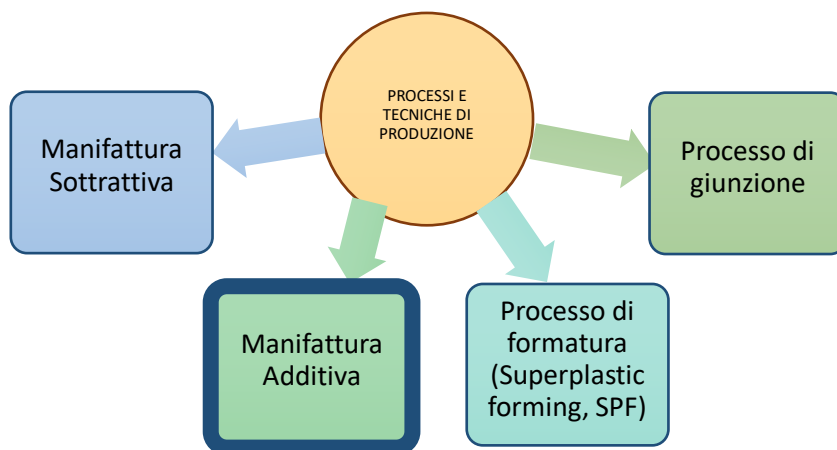 PROCESSI E
TECNICHE DI
PRODUZIONE
Manifattura
Sottrattiva
Processo di
giunzione
Manifattura
Additiva
Processo di
formatura
(Superplastic
forming, SPF)